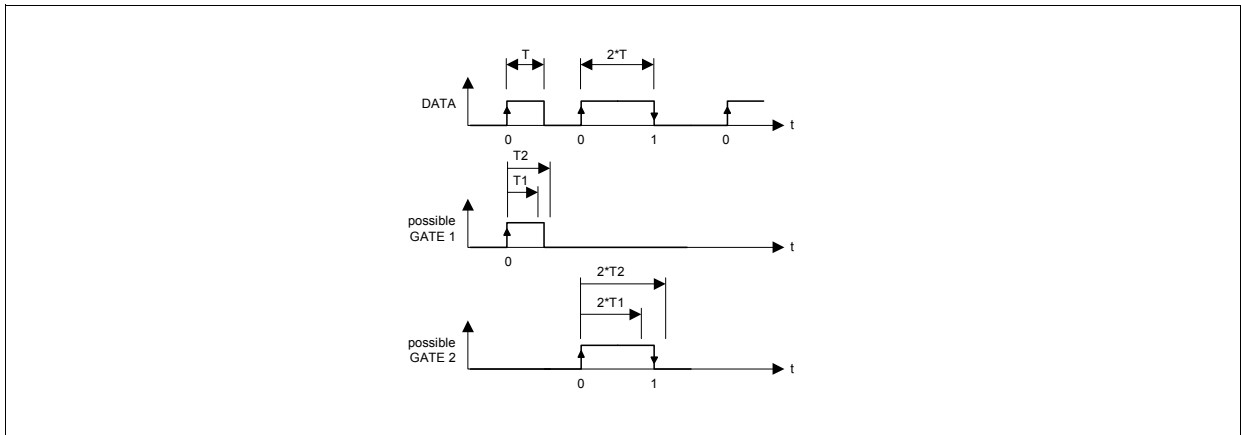 T 2*T
DATA
t
0 0 1 0
T2
T1
possible
GATE 1
t
0
2*T2
2*T1
possible
GATE 2
t
0 1